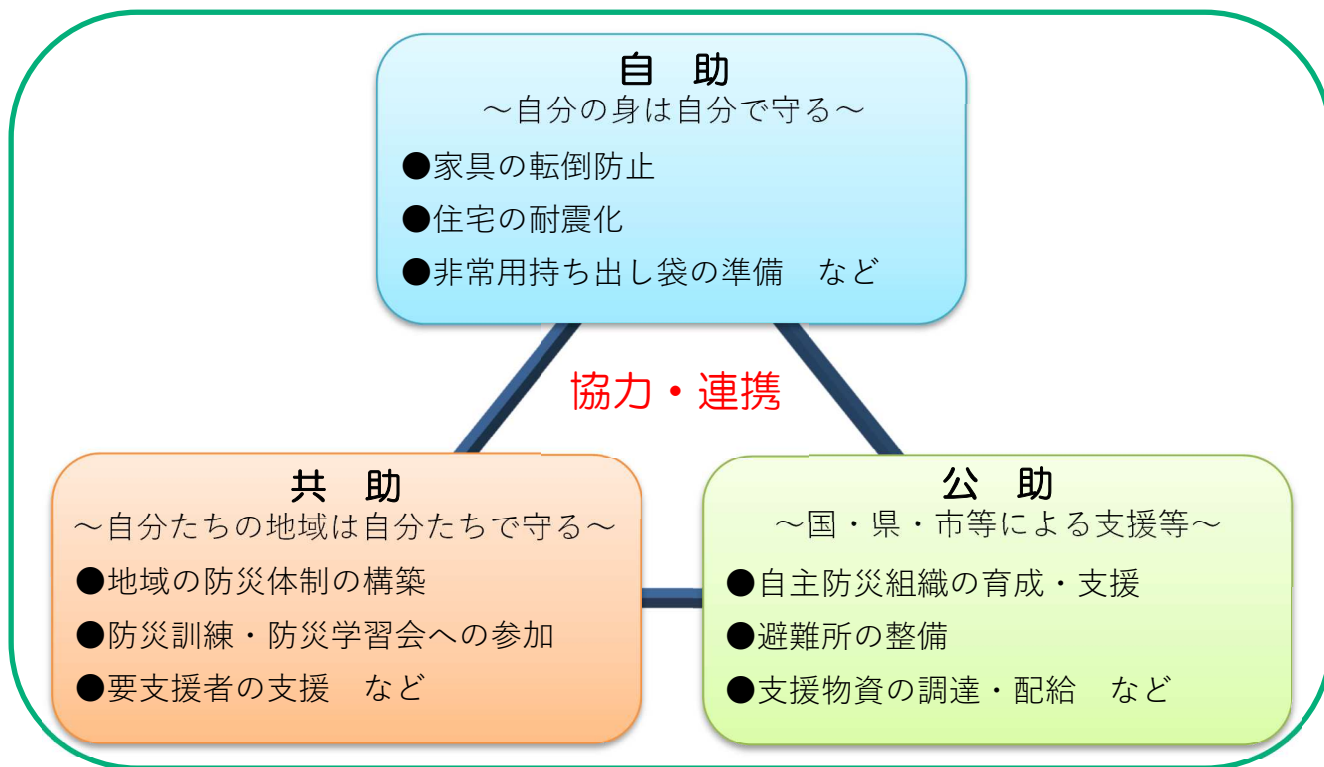 自　助
～自分の身は自分で守る～
●家具の転倒防止
●住宅の耐震化
●非常用持ち出し袋の準備　など
協力・連携
共　助
～自分たちの地域は自分たちで守る～
●地域の防災体制の構築
●防災訓練・防災学習会への参加
●要支援者の支援　など
公　助
～国・県・市等による支援等～
●自主防災組織の育成・支援
●避難所の整備
●支援物資の調達・配給　など